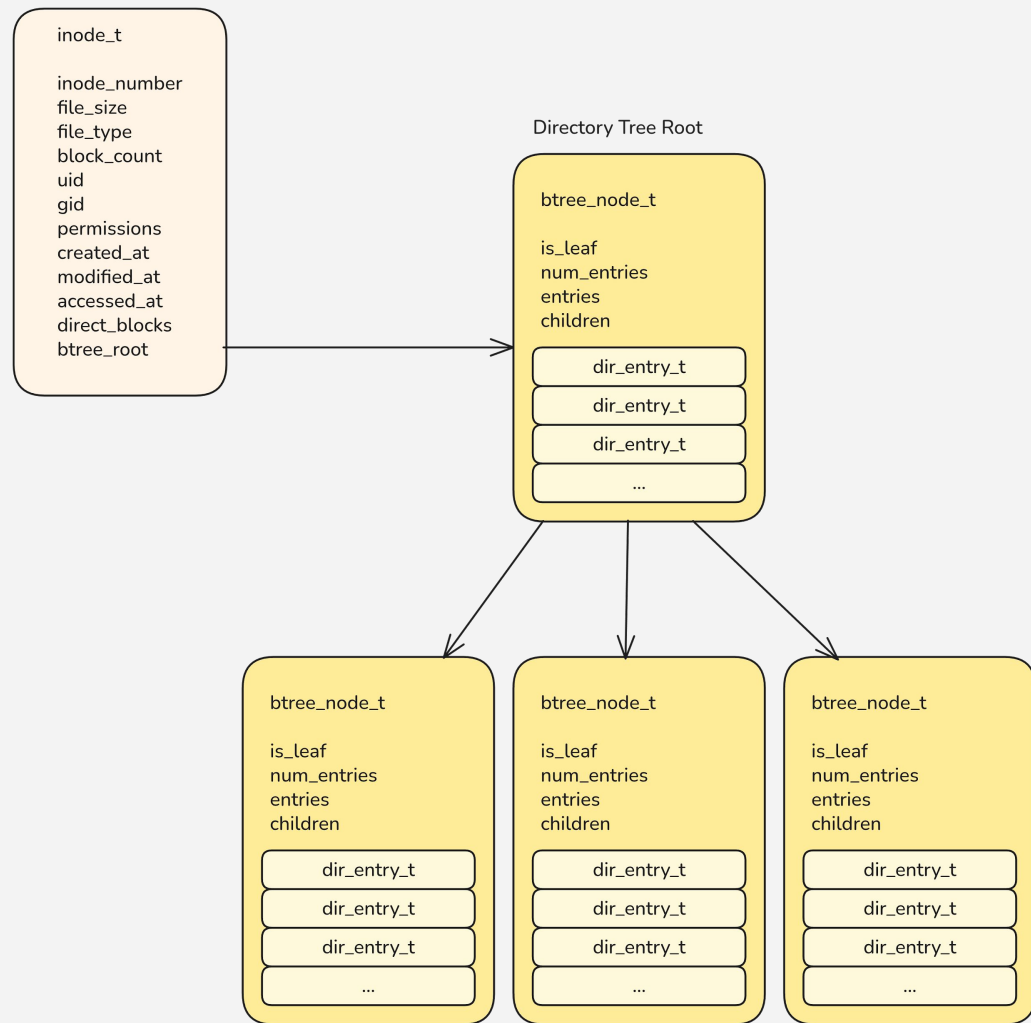 inode_t
inode_number
file_size
file_type
block_count
uid
gid
permissions
created_at
modified_at
accessed_at
direct_blocks
btree_root
Directory Tree Root
btree_node_t
is_leaf
num_entries
entries
children
dir_entry_t
dir_entry_t
dir_entry_t
...
btree_node_t
is_leaf
num_entries
entries
children
dir_entry_t
dir_entry_t
dir_entry_t
...
btree_node_t
is_leaf
num_entries
entries
children
dir_entry_t
dir_entry_t
dir_entry_t
...
btree_node_t
is_leaf
num_entries
entries
children
dir_entry_t
dir_entry_t
dir_entry_t
...